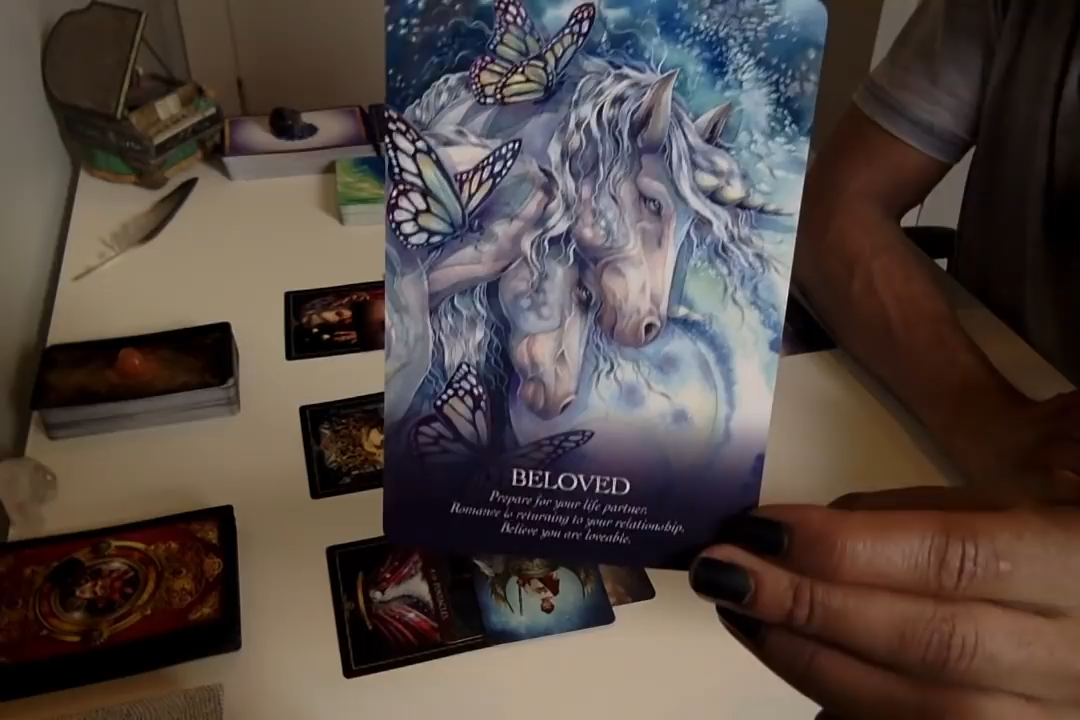 BELOVED
Prepare for your life partner.
Romance is returning to your relationship.
Believe you are loveable.